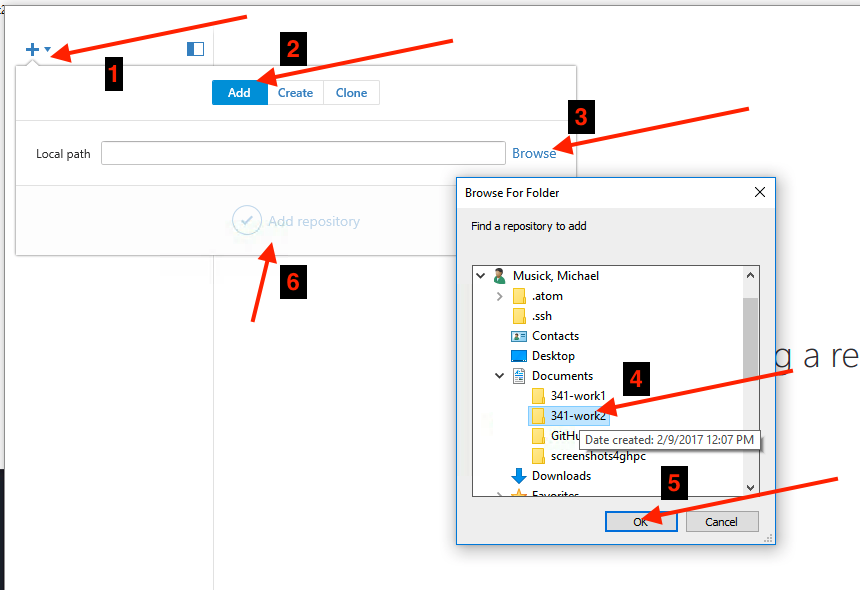 1
2
Add Create Clone
3
Local path
Browse
Add repository
6
Browse For Folder
Find a repository to add
Musick, Michael
.atom
.ssh
Contacts
Desktop
Documents
4
341-work1
341-work2
Date created: 2/9/2017 12:07 PM
screenshots4ghpc
Downloads
Favorites
5
OK
Cancel
g a re